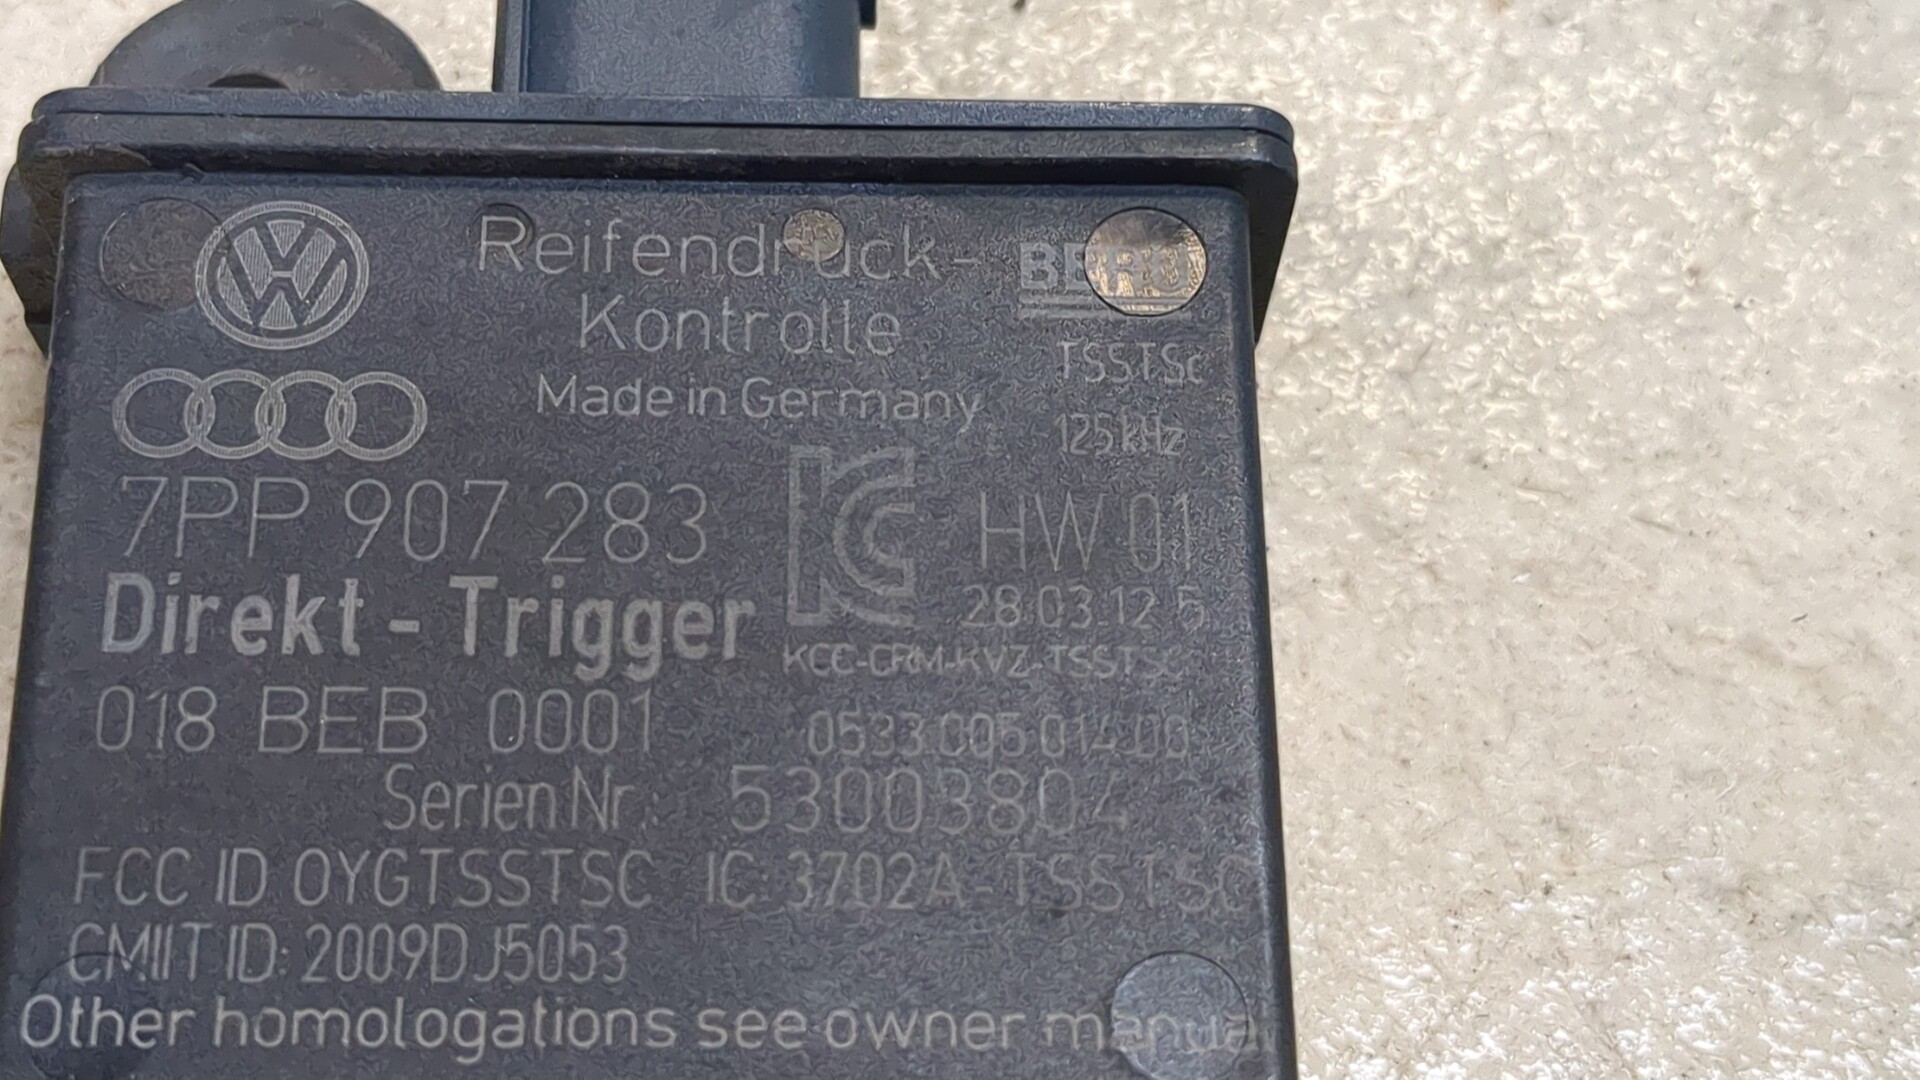 Reifendruck-
Kontrolle
BERU
TSSTSc
Made in Germany
125kHz
7PP 907 283
HW 01
28.03.12 5
Direkt-Trigger
KCC-CRM-KVZ-TSSTSC
018 BEB 0001
0533 005 014 00
Serien Nr.: 53003804
FCC ID OYGTSSTSC IC: 3702A-TSSTSC
CMIIT ID: 2009DJ5053
Other homologations see owner manual